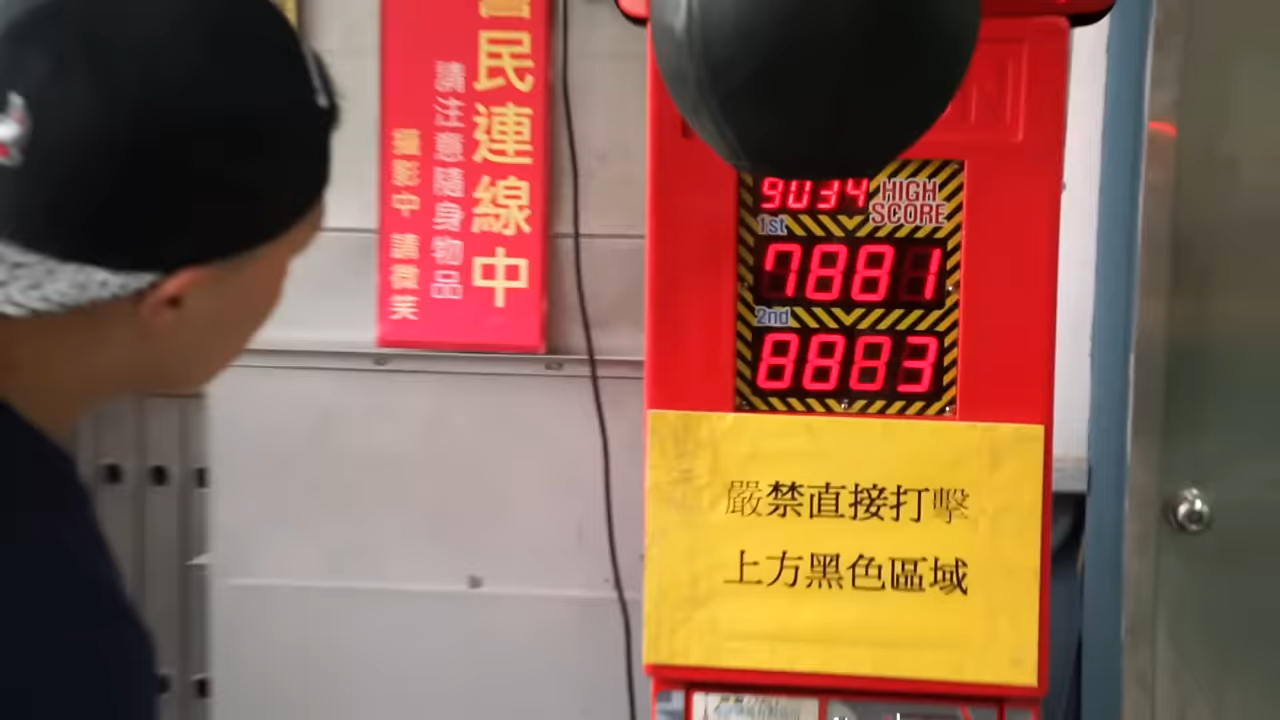 警民連線中
請注意隨身物品
攝影中 請微笑
9034
HIGH
SCORE
1st
7881
2nd
8883
嚴禁直接打擊
上方黑色區域